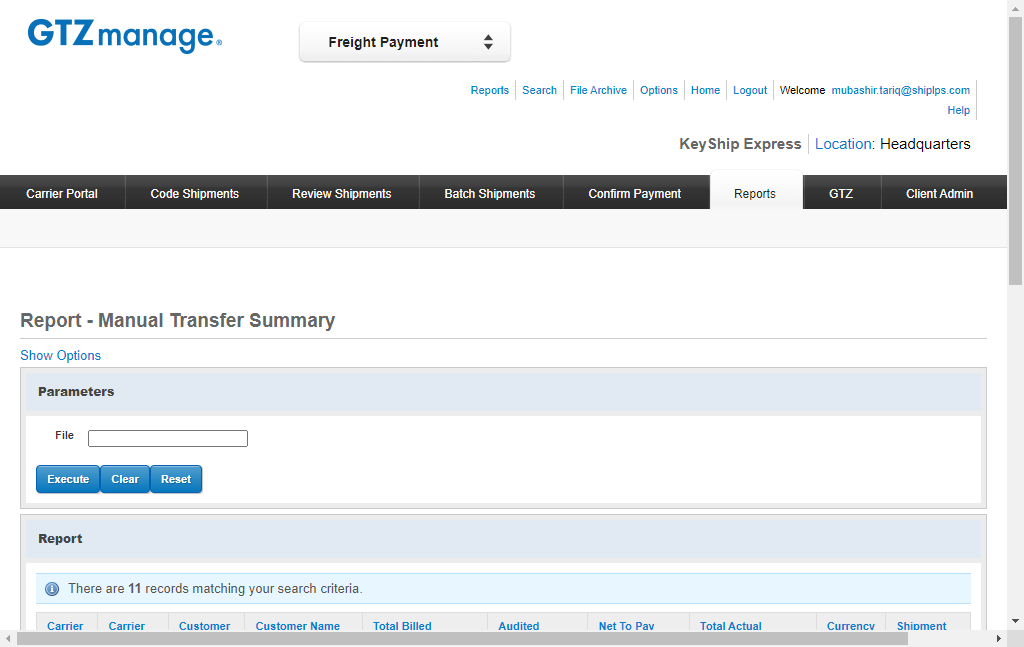 GTZmanage®
Freight Payment
Reports Search File Archive Options Home Logout Welcome mubashir.tariq@shiplps.com
Help
KeyShip Express Location: Headquarters
Carrier Portal Code Shipments Review Shipments Batch Shipments Confirm Payment Reports GTZ Client Admin
Report - Manual Transfer Summary
Show Options
Parameters
File
Execute Clear Reset
Report
There are 11 records matching your search criteria.
Carrier Carrier Customer Customer Name Total Billed Audited Net To Pay Total Actual Currency Shipment